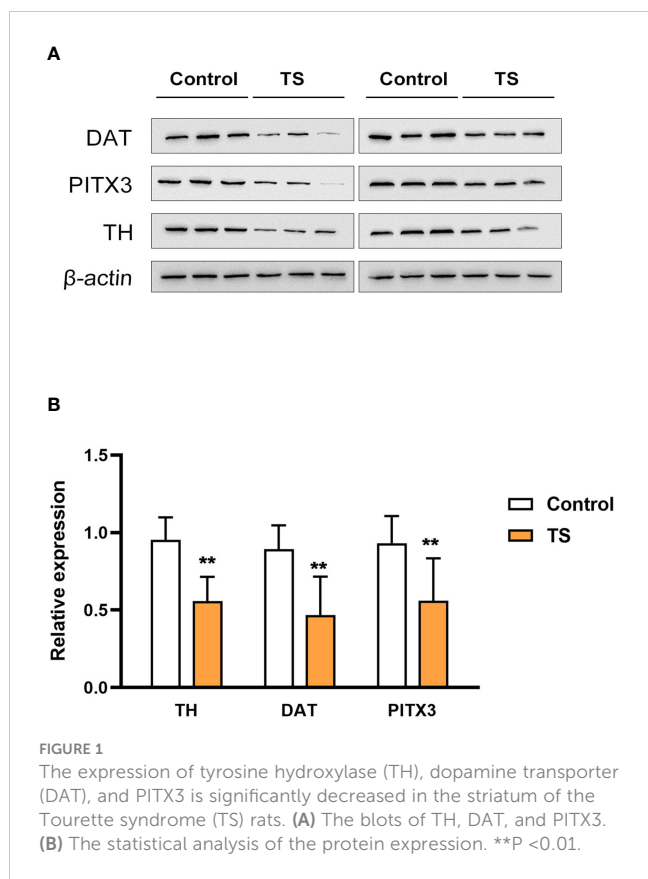 A
Control TS Control TS
DAT
PITX3
TH
β-actin
B
1.5
1.0
0.5
0.0
Relative expression
** ** **
TH DAT PITX3
Control
TS
FIGURE 1
The expression of tyrosine hydroxylase (TH), dopamine transporter
(DAT), and PITX3 is significantly decreased in the striatum of the
Tourette syndrome (TS) rats. (A) The blots of TH, DAT, and PITX3.
(B) The statistical analysis of the protein expression. **P <0.01.